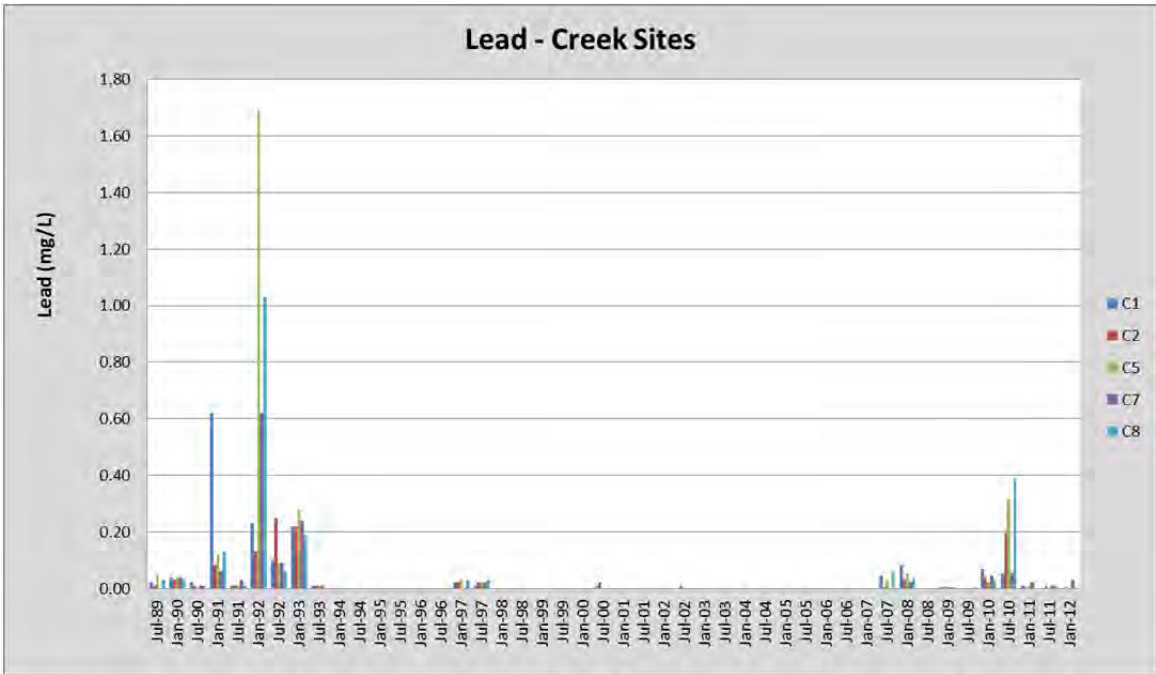 Lead - Creek Sites
1.80
1.60
1.40
1.20
1.00
0.80
0.60
0.40
0.20
0.00
Lead (mg/L)
Jul-89
Jan-90
Jul-90
Jan-91
Jul-91
Jan-92
Jul-92
Jan-93
Jul-93
Jan-94
Jul-94
Jan-95
Jul-95
Jan-96
Jul-96
Jan-97
Jul-97
Jan-98
Jul-98
Jan-99
Jul-99
Jan-00
Jul-00
Jan-01
Jul-01
Jan-02
Jul-02
Jan-03
Jul-03
Jan-04
Jul-04
Jan-05
Jul-05
Jan-06
Jul-06
Jan-07
Jul-07
Jan-08
Jul-08
Jan-09
Jul-09
Jan-10
Jul-10
Jan-11
Jul-11
Jan-12
C1
C2
C5
C7
C8